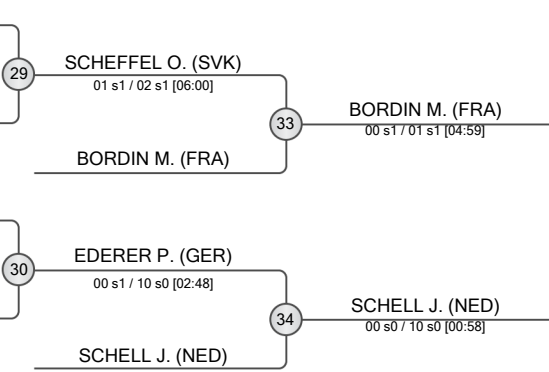 29
SCHEFFEL O. (SVK)
01 s1 / 02 s1 [06:00]
33
BORDIN M. (FRA)
00 s1 / 01 s1 [04:59]
BORDIN M. (FRA)
30
EDERER P. (GER)
00 s1 / 10 s0 [02:48]
34
SCHELL J. (NED)
00 s0 / 10 s0 [00:58]
SCHELL J. (NED)